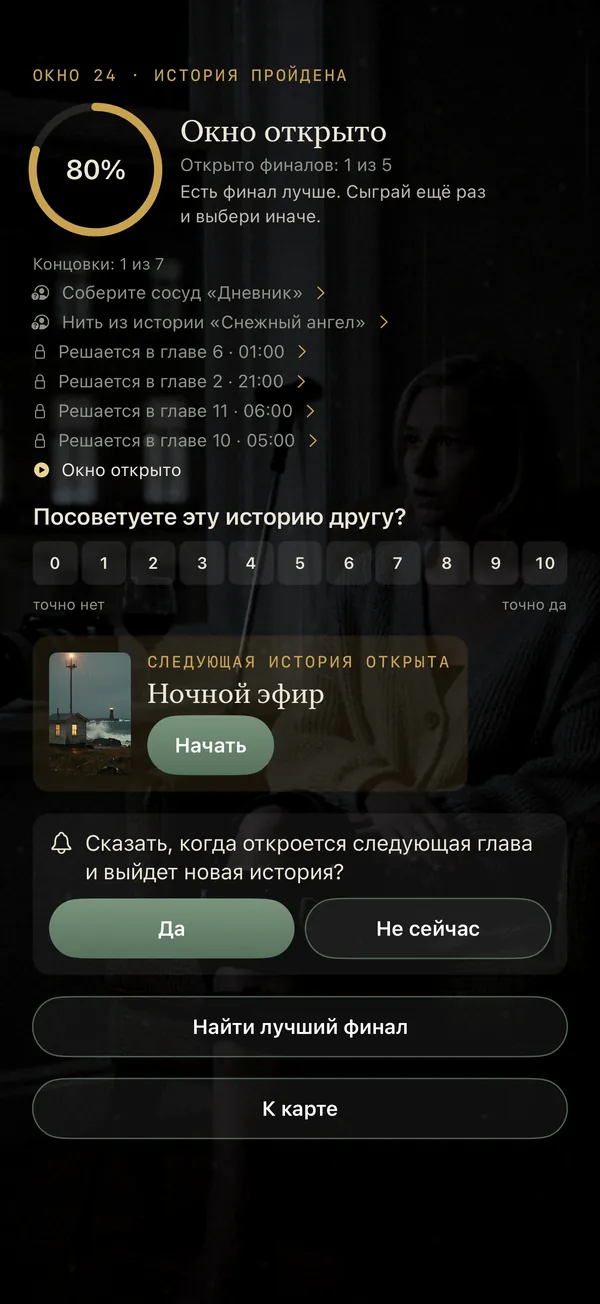 ОКНО 24 · ИСТОРИЯ ПРОЙДЕНА
80%
Окно открыто
Открыто финалов: 1 из 5
Есть финал лучше. Сыграй ещё раз
и выбери иначе.
Концовки: 1 из 7
Соберите сосуд «Дневник»
Нить из истории «Снежный ангел»
Решается в главе 6 · 01:00
Решается в главе 2 · 21:00
Решается в главе 11 · 06:00
Решается в главе 10 · 05:00
Окно открыто
Посоветуете эту историю другу?
0 1 2 3 4 5 6 7 8 9 10
точно нет точно да
СЛЕДУЮЩАЯ ИСТОРИЯ ОТКРЫТА
Ночной эфир
Начать
Сказать, когда откроется следующая глава
и выйдет новая история?
Да Не сейчас
Найти лучший финал
К карте